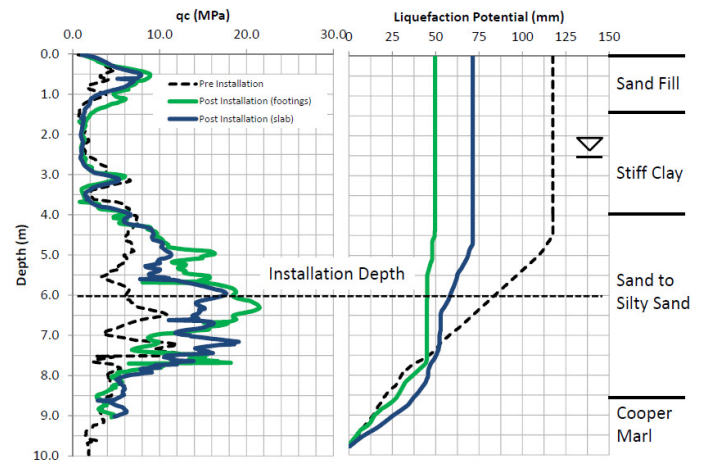 qc (MPa)
0.0 10.0 20.0 30.0
Liquefaction Potential (mm)
0 25 50 75 100 125 150
Depth (m)
0.0
1.0
2.0
3.0
4.0
5.0
6.0
7.0
8.0
9.0
10.0
Pre Installation
Post Installation (footings)
Post Installation (slab)
Installation Depth
Sand Fill
Stiff Clay
Sand to
Silty Sand
Cooper
Marl